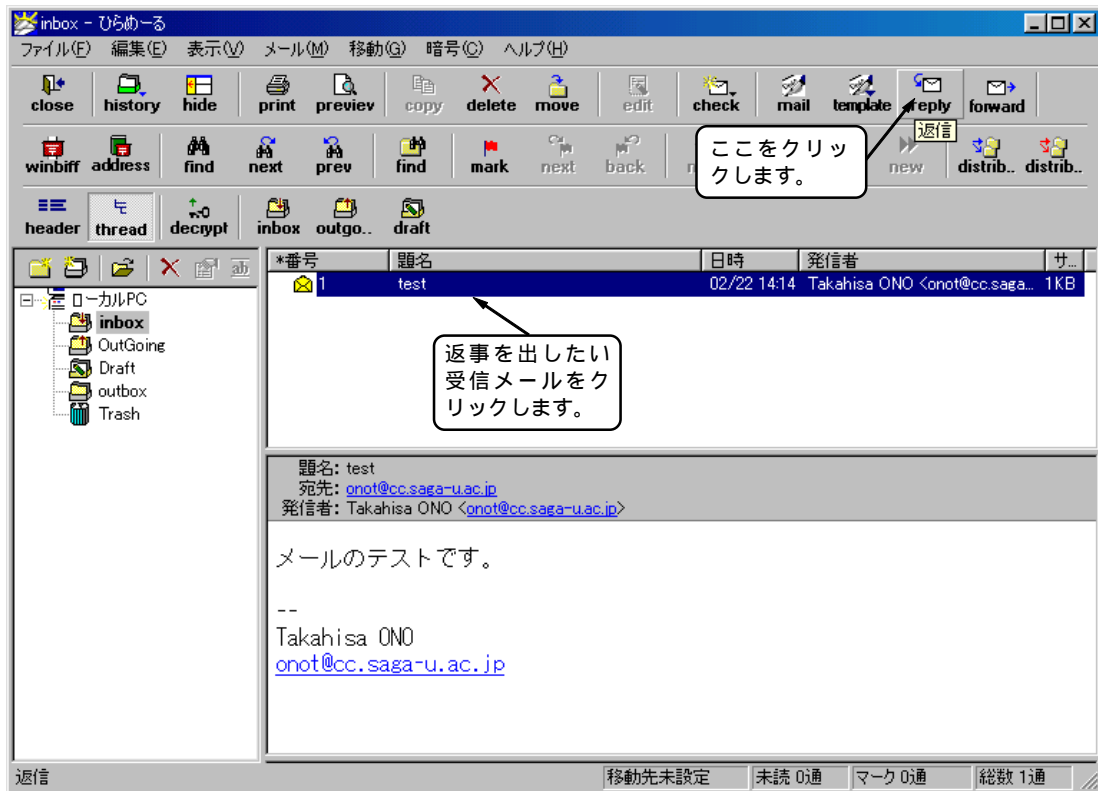 inbox - ひらめーる
ファイル(F) 編集(E) 表示(V) メール(M) 移動(G) 暗号(C) ヘルプ(H)
close history hide print previev copy delete move edit check mail template reply forward
返信
ここをクリッ
クします。
winbiff address find next prev find mark next back new distrib.. distrib..
header thread decrypt inbox outgo.. draft
*番号 題名 日時 発信者 サ...
1 test 02/22 14:14 Takahisa ONO <onot@cc.saga... 1KB
ローカルPC
inbox
OutGoing
Draft
outbox
Trash
返事を出したい
受信メールをク
リックします。
題名: test
宛先: onot@cc.saga-u.ac.jp
発信者: Takahisa ONO <onot@cc.saga-u.ac.jp>
メールのテストです。
--
Takahisa ONO
onot@cc.saga-u.ac.jp
返信 移動先未設定 未読 0通 マーク 0通 総数 1通